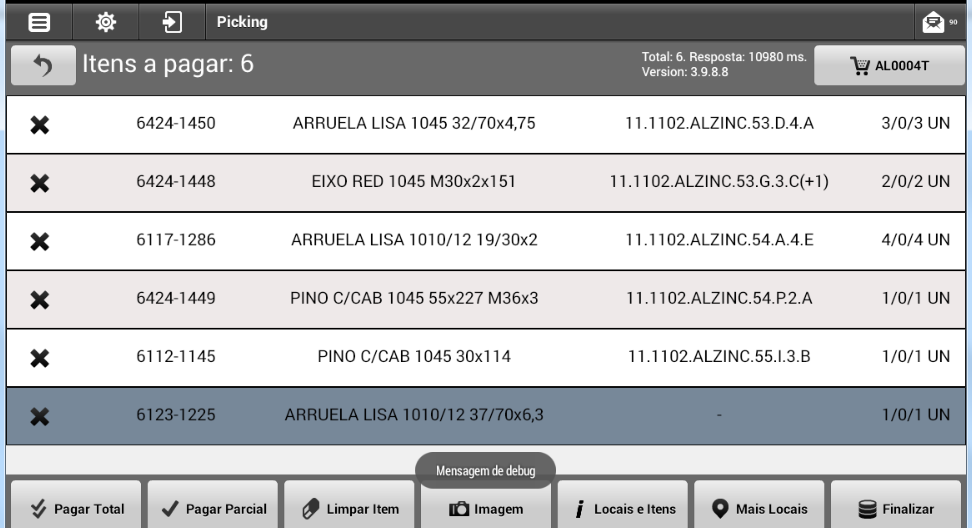 Picking
90
Itens a pagar: 6
Total: 6. Resposta: 10980 ms.
Version: 3.9.8.8
AL0004T
6424-1450 ARRUELA LISA 1045 32/70x4,75 11.1102.ALZINC.53.D.4.A 3/0/3 UN
6424-1448 EIXO RED 1045 M30x2x151 11.1102.ALZINC.53.G.3.C(+1) 2/0/2 UN
6117-1286 ARRUELA LISA 1010/12 19/30x2 11.1102.ALZINC.54.A.4.E 4/0/4 UN
6424-1449 PINO C/CAB 1045 55x227 M36x3 11.1102.ALZINC.54.P.2.A 1/0/1 UN
6112-1145 PINO C/CAB 1045 30x114 11.1102.ALZINC.55.I.3.B 1/0/1 UN
6123-1225 ARRUELA LISA 1010/12 37/70x6,3 - 1/0/1 UN
Mensagem de debug
Pagar Total Pagar Parcial Limpar Item Imagem Locais e Itens Mais Locais Finalizar